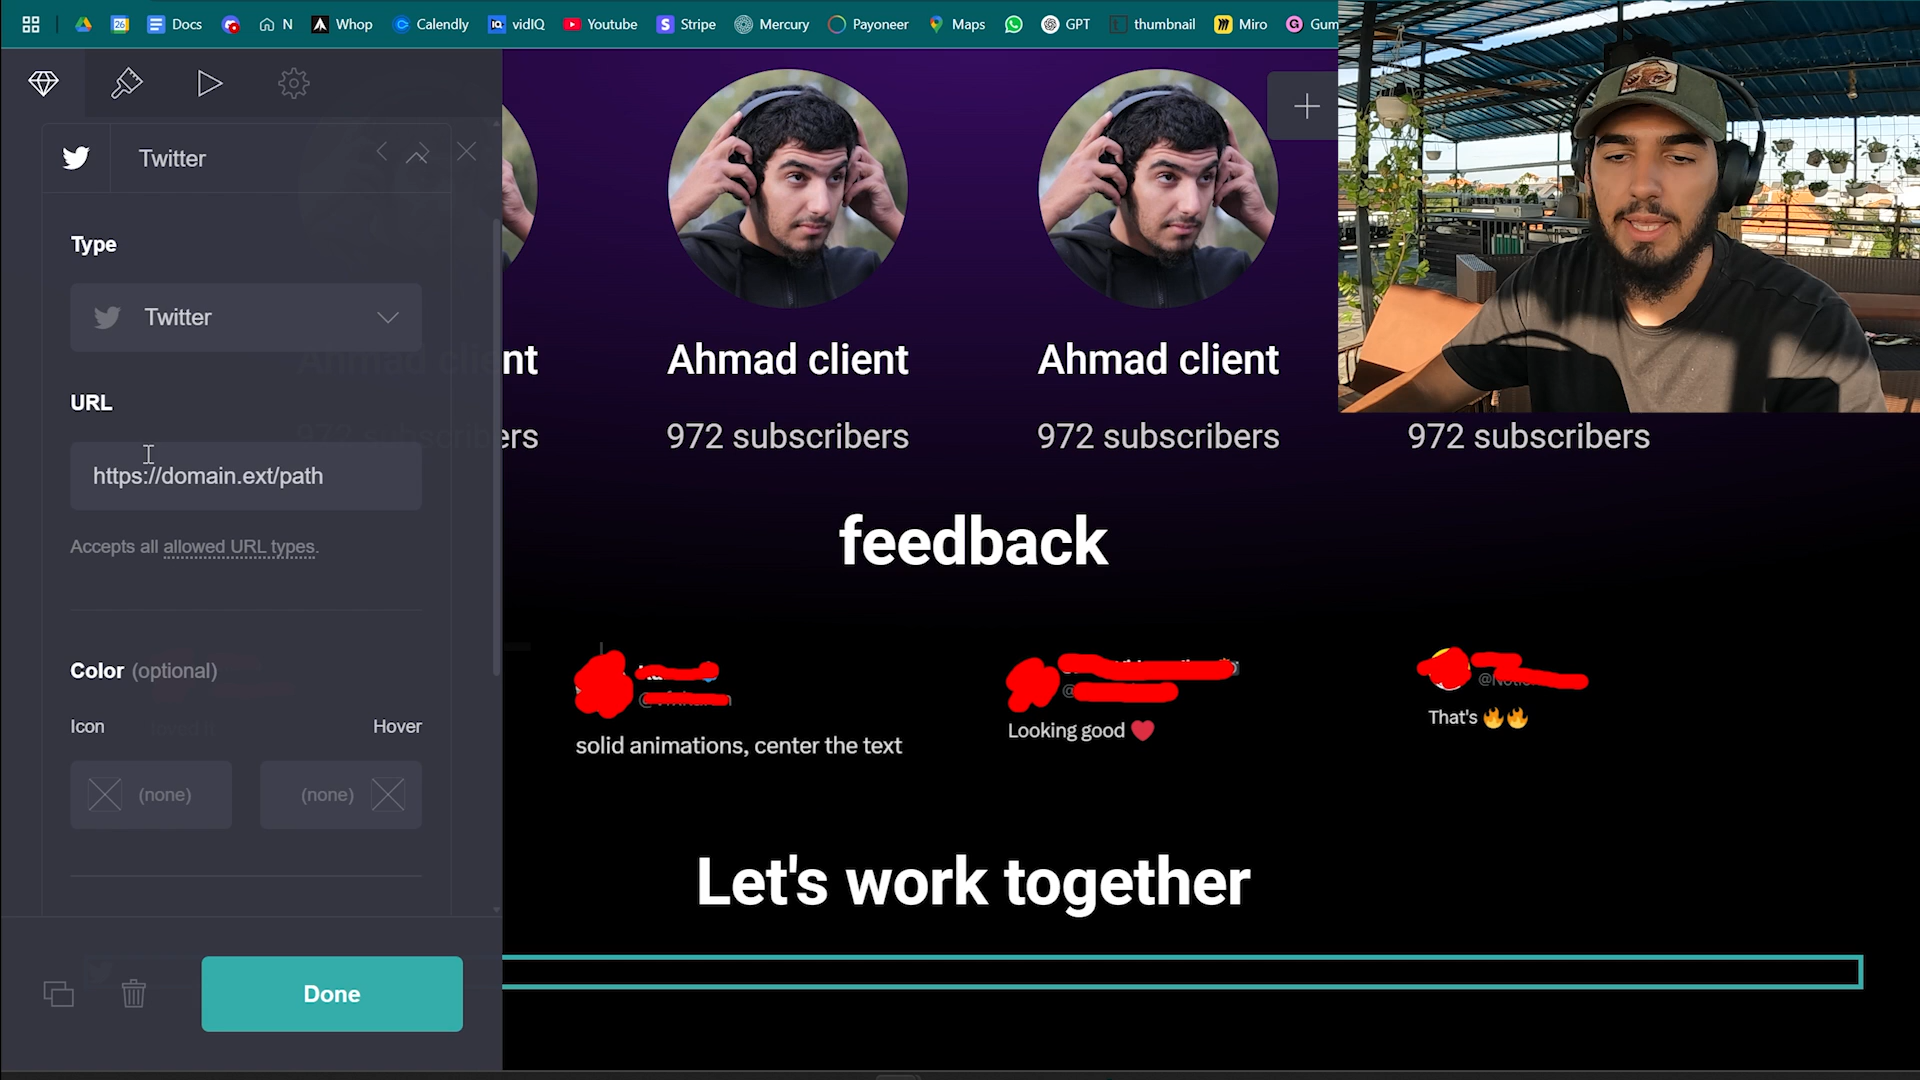 Docs
N
Whop
Calendly
vidIQ
Youtube
Stripe
Mercury
Payoneer
Maps
GPT
thumbnail
Miro
Gum
Twitter
Type
Twitter
URL
https://domain.ext/path
Accepts all allowed URL types.
Color (optional)
Icon
Hover
(none)
(none)
Done
Ahmad client
Ahmad client
972 subscribers
972 subscribers
972 subscribers
feedback
solid animations, center the text
Looking good ❤️
That's 🔥🔥
Let's work together